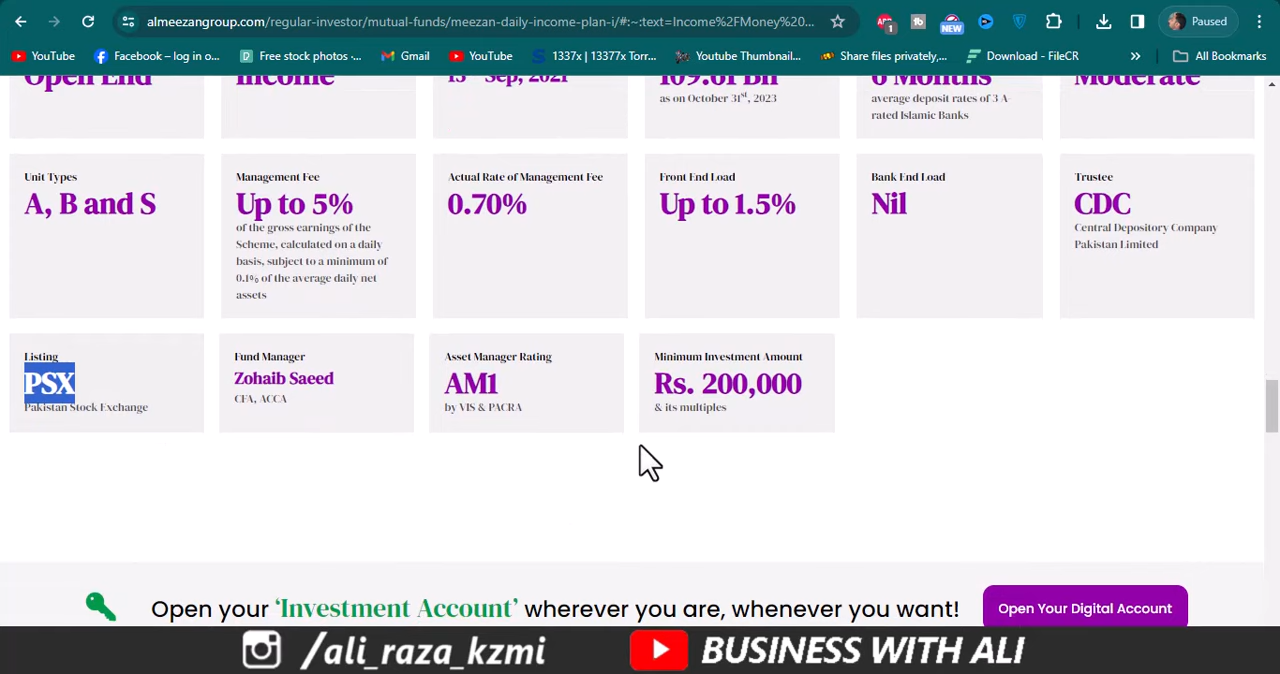 almeezangroup.com/regular-investor/mutual-funds/meezan-daily-income-plan-i/#:~:text=Income%2FMoney%20...
1
NEW
Paused
YouTube
Facebook – log in o...
Free stock photos ·...
Gmail
YouTube
1337x | 13377x Torr...
Youtube Thumbnail...
Share files privately,...
Download - FileCR
»
All Bookmarks
Open End
Income
15th Sep, 2021
109.61 Bn
as on October 31st, 2023
6 Months
average deposit rates of 3 A-
rated Islamic Banks
Moderate
Unit Types
A, B and S
Management Fee
Up to 5%
of the gross earnings of the
Scheme, calculated on a daily
basis, subject to a minimum of
0.1% of the average daily net
assets
Actual Rate of Management Fee
0.70%
Front End Load
Up to 1.5%
Bank End Load
Nil
Trustee
CDC
Central Depository Company
Pakistan Limited
Listing
PSX
Pakistan Stock Exchange
Fund Manager
Zohaib Saeed
CFA, ACCA
Asset Manager Rating
AM1
by VIS & PACRA
Minimum Investment Amount
Rs. 200,000
& its multiples
Open your ‘Investment Account’ wherever you are, whenever you want!
Open Your Digital Account
/ali_raza_kzmi
BUSINESS WITH ALI